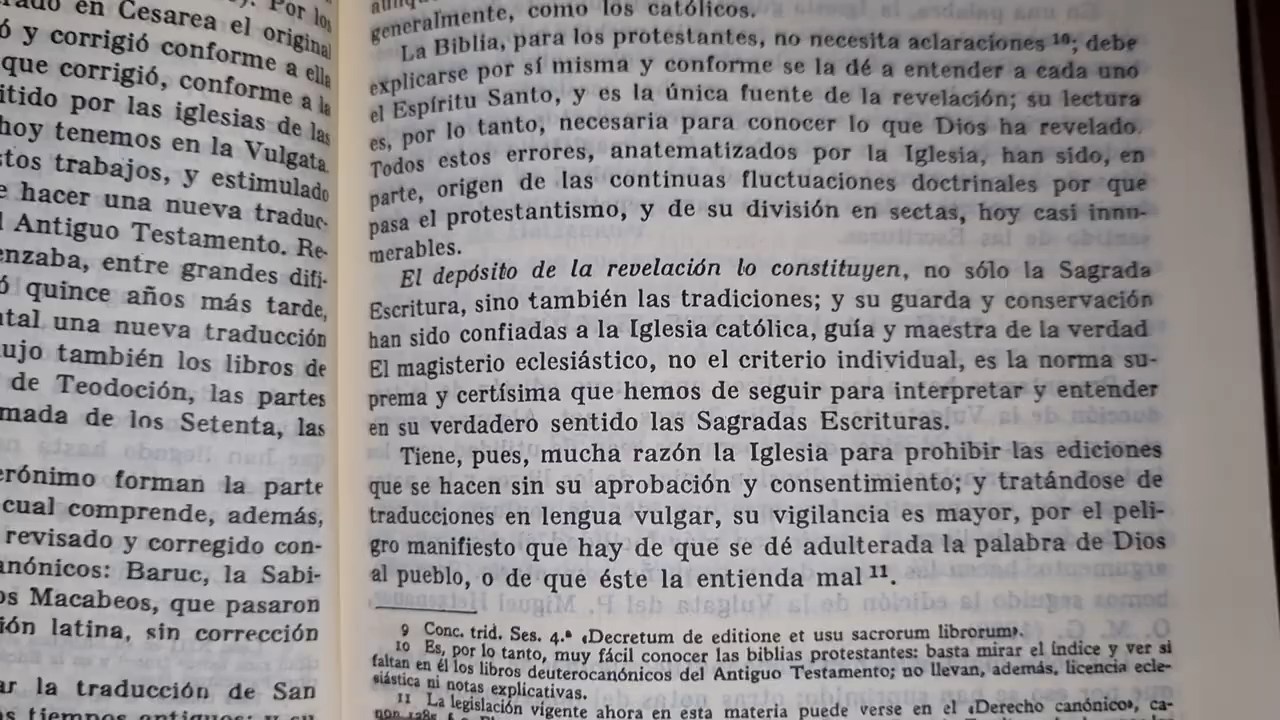 en Cesarea el original
ó y corrigió conforme a ella
que corrigió, conforme a la
itido por las iglesias de las
hoy tenemos en la Vulgata.
stos trabajos, y estimulado
e hacer una nueva traduc-
l Antiguo Testamento. Re-
enzaba, entre grandes difi-
ó quince años más tarde,
ntal una nueva traducción
ujo también los libros de
de Teodoción, las partes
mada de los Setenta, las
erónimo forman la parte
cual comprende, además,
revisado y corregido con-
anónicos: Baruc, la Sabi-
os Macabeos, que pasaron
ión latina, sin corrección
ar la traducción de San
generalmente, como los católicos.
La Biblia, para los protestantes, no necesita aclaraciones 10; debe
explicarse por sí misma y conforme se la dé a entender a cada uno
el Espíritu Santo, y es la única fuente de la revelación; su lectura
es, por lo tanto, necesaria para conocer lo que Dios ha revelado.
Todos estos errores, anatematizados por la Iglesia, han sido, en
parte, origen de las continuas fluctuaciones doctrinales por que
pasa el protestantismo, y de su división en sectas, hoy casi innu-
merables.
El depósito de la revelación lo constituyen, no sólo la Sagrada
Escritura, sino también las tradiciones; y su guarda y conservación
han sido confiadas a la Iglesia católica, guía y maestra de la verdad
El magisterio eclesiástico, no el criterio individual, es la norma su-
prema y certísima que hemos de seguir para interpretar y entender
en su verdadero sentido las Sagradas Escrituras.
Tiene, pues, mucha razón la Iglesia para prohibir las ediciones
que se hacen sin su aprobación y consentimiento; y tratándose de
traducciones en lengua vulgar, su vigilancia es mayor, por el peli-
gro manifiesto que hay de que se dé adulterada la palabra de Dios
al pueblo, o de que éste la entienda mal 11.
9 Conc. trid. Ses. 4.ª «Decretum de editione et usu sacrorum librorum».
10 Es, por lo tanto, muy fácil conocer las biblias protestantes: basta mirar el índice y ver si
faltan en él los libros deuterocanónicos del Antiguo Testamento; no llevan, además, licencia ecle-
siástica ni notas explicativas.
11 La legislación vigente ahora en esta materia puede verse en el «Derecho canónico», ca-